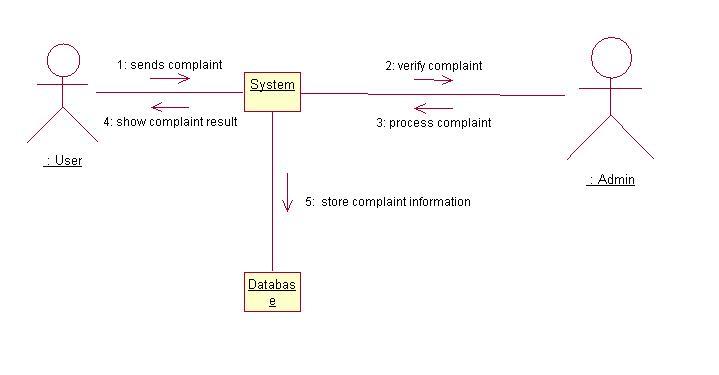 1: sends complaint
2: verify complaint
System
4: show complaint result
3: process complaint
: User
: Admin
5: store complaint information
Databas
e